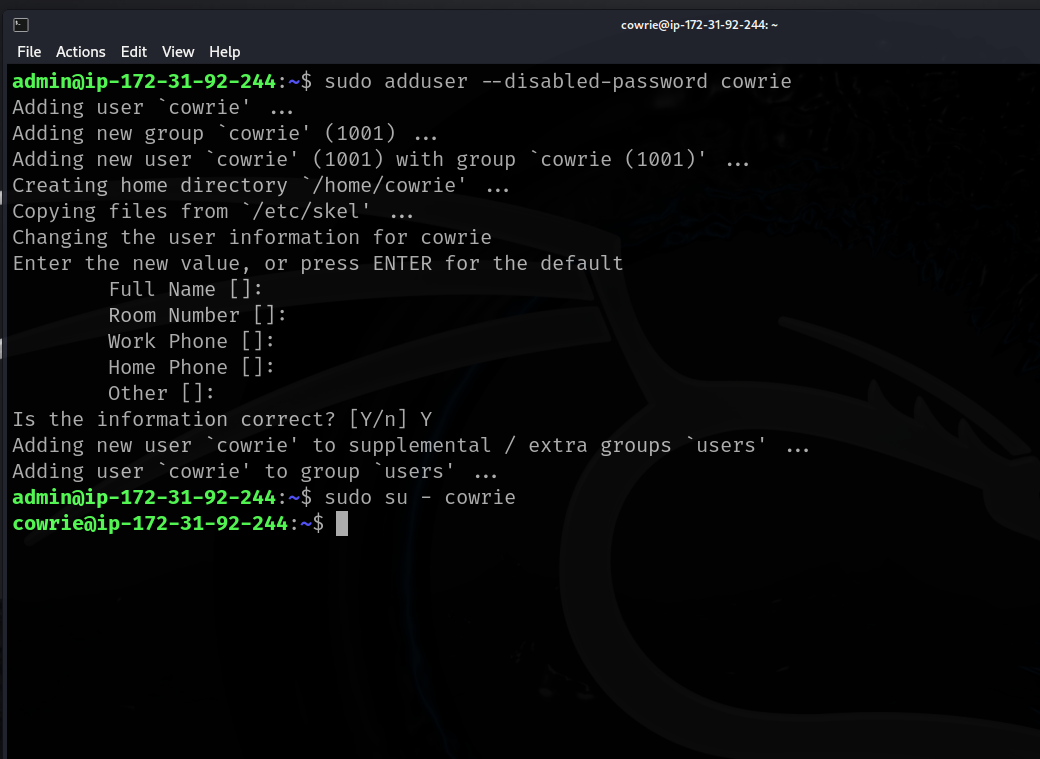 cowrie@ip-172-31-92-244: ~
File Actions Edit View Help
admin@ip-172-31-92-244:~$ sudo adduser --disabled-password cowrie
Adding user `cowrie' ...
Adding new group `cowrie' (1001) ...
Adding new user `cowrie' (1001) with group `cowrie (1001)' ...
Creating home directory `/home/cowrie' ...
Copying files from `/etc/skel' ...
Changing the user information for cowrie
Enter the new value, or press ENTER for the default
Full Name []:
Room Number []:
Work Phone []:
Home Phone []:
Other []:
Is the information correct? [Y/n] Y
Adding new user `cowrie' to supplemental / extra groups `users' ...
Adding user `cowrie' to group `users' ...
admin@ip-172-31-92-244:~$ sudo su - cowrie
cowrie@ip-172-31-92-244:~$